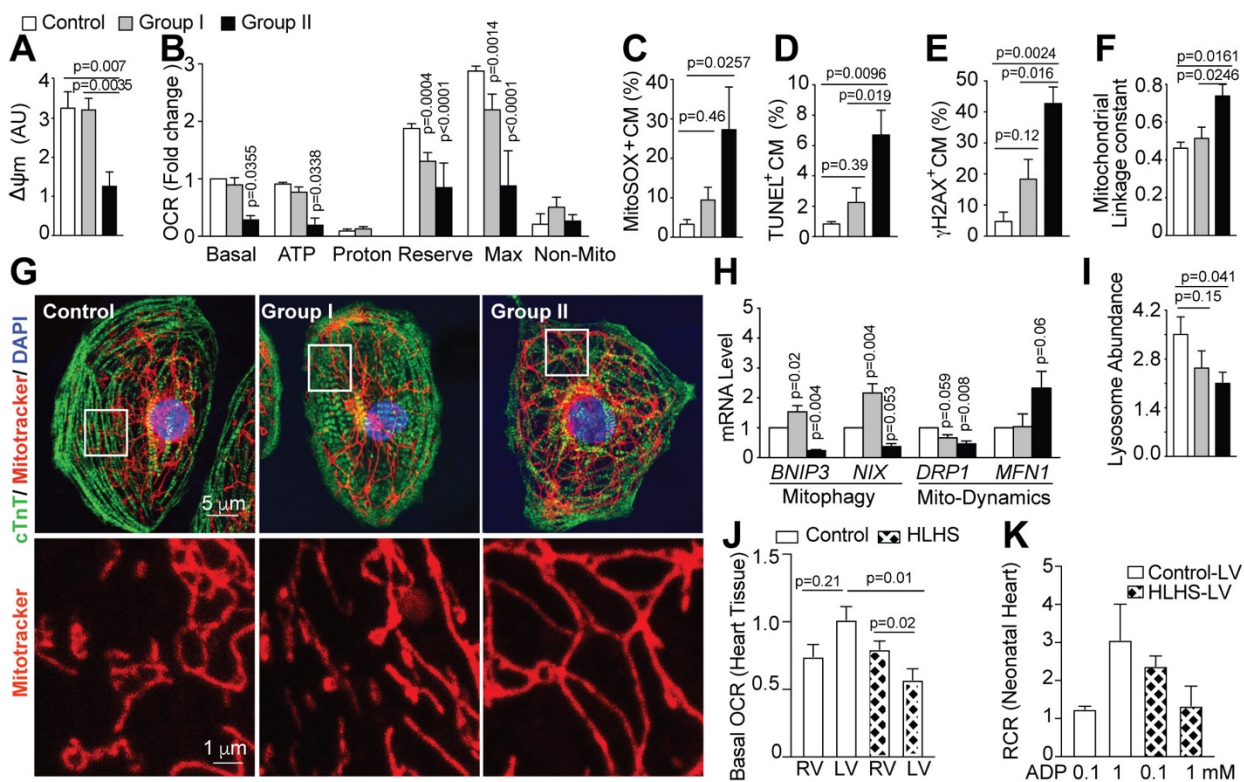 Control Group I Group II
A
Δψm (AU)
4
3
2
1
0
p=0.007
p=0.0035
B
OCR (Fold change )
3.0
2.0
1.0
0
p=0.0355
p=0.0338
p=0.0004
p<0.0001
p=0.0014
p<0.0001
Basal ATP Proton Reserve Max Non-Mito
C
MitoSOX+CM (%)
40
30
20
10
0
p=0.0257
p=0.46
D
TUNEL+ CM (%)
10
8
6
4
2
0
p=0.0096
p=0.019
p=0.39
E
γH2AX+CM (%)
50
40
30
20
10
0
p=0.0024
p=0.016
p=0.12
F
Mitochondrial
Linkage constant
0.8
0.6
0.4
0.2
0
p=0.0161
p=0.0246
G
cTnT/ Mitotracker/ DAPI
Control
Group I
Group II
5 µm
Mitotracker
1 µm
H
mRNA Level
4
3
2
1
0
p=0.02
p=0.004
p=0.004
p=0.053
p=0.059
p=0.008
p=0.06
BNIP3 NIX DRP1 MFN1
Mitophagy Mito-Dynamics
I
Lysosome Abundance
4.2
2.8
1.4
0.0
p=0.041
p=0.15
J
Control HLHS
Basal OCR (Heart Tissue)
1.5
1.0
0.5
0
p=0.21
p=0.01
p=0.02
RV LV RV LV
K
Control-LV
HLHS-LV
RCR (Neonatal Heart)
5
4
3
2
1
0
ADP 0.1 1 0.1 1 mM